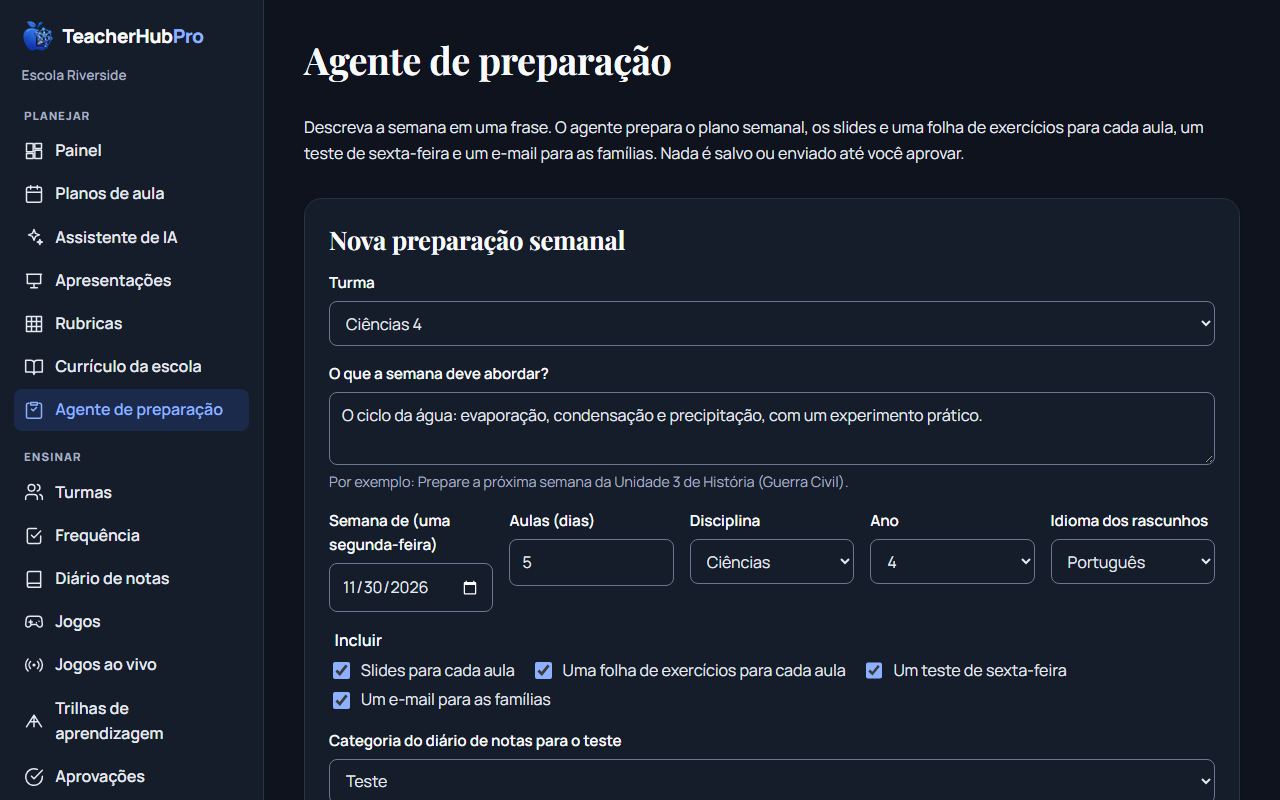 TeacherHubPro
Escola Riverside
PLANEJAR
Painel
Planos de aula
Assistente de IA
Apresentações
Rubricas
Currículo da escola
Agente de preparação
ENSINAR
Turmas
Frequência
Diário de notas
Jogos
Jogos ao vivo
Trilhas de
aprendizagem
Aprovações
Agente de preparação
Descreva a semana em uma frase. O agente prepara o plano semanal, os slides e uma folha de exercícios para cada aula, um
teste de sexta-feira e um e-mail para as famílias. Nada é salvo ou enviado até você aprovar.
Nova preparação semanal
Turma
Ciências 4
O que a semana deve abordar?
O ciclo da água: evaporação, condensação e precipitação, com um experimento prático.
Por exemplo: Prepare a próxima semana da Unidade 3 de História (Guerra Civil).
Semana de (uma
segunda-feira)
11/30/2026
Aulas (dias)
5
Disciplina
Ciências
Ano
4
Idioma dos rascunhos
Português
Incluir
Slides para cada aula
Uma folha de exercícios para cada aula
Um teste de sexta-feira
Um e-mail para as famílias
Categoria do diário de notas para o teste
Teste